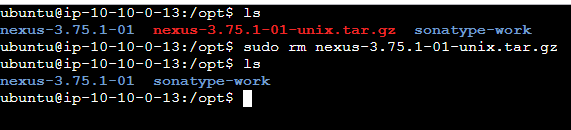 ubuntu@ip-10-10-0-13:/opt$ ls
nexus-3.75.1-01  nexus-3.75.1-01-unix.tar.gz  sonatype-work
ubuntu@ip-10-10-0-13:/opt$ sudo rm nexus-3.75.1-01-unix.tar.gz
ubuntu@ip-10-10-0-13:/opt$ ls
nexus-3.75.1-01  sonatype-work
ubuntu@ip-10-10-0-13:/opt$